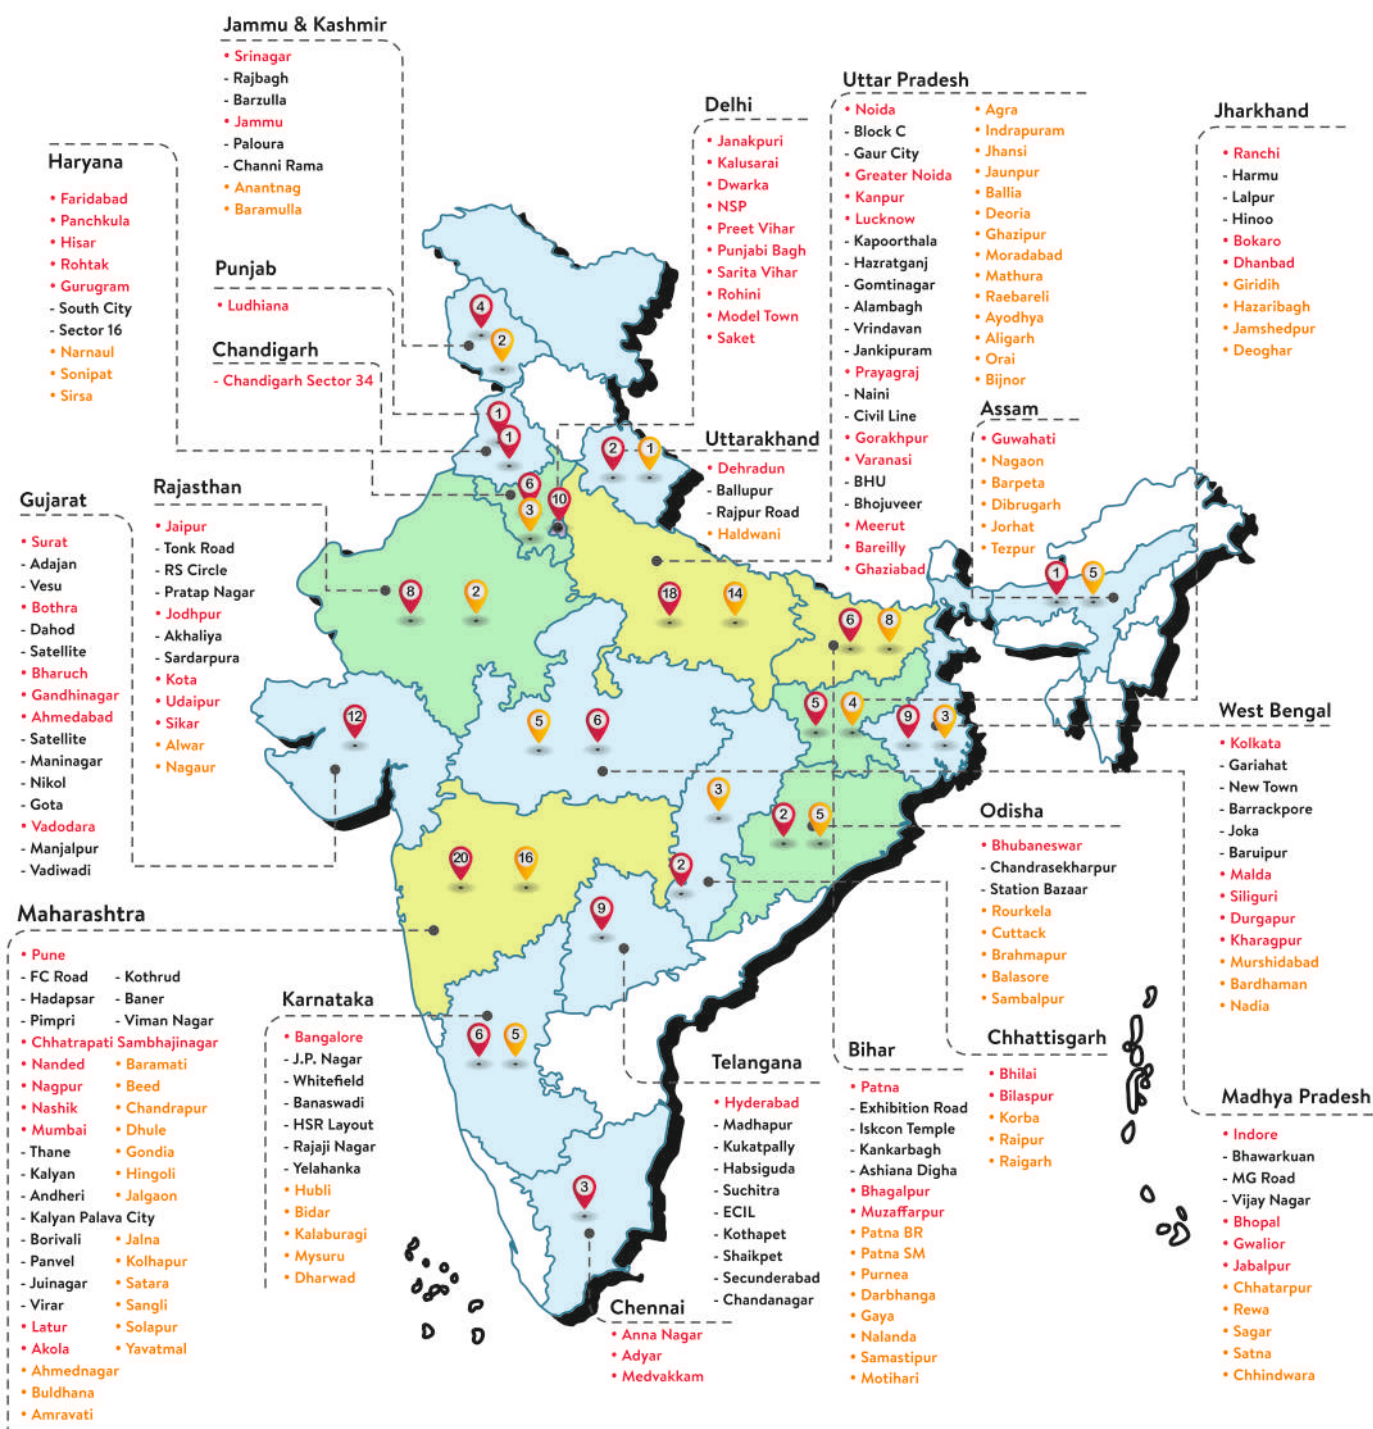 Jammu & Kashmir
• Srinagar
- Rajbagh
- Barzulla
• Jammu
- Paloura
- Channi Rama
• Anantnag
• Baramulla
Haryana
• Faridabad
• Panchkula
• Hisar
• Rohtak
• Gurugram
- South City
- Sector 16
• Narnaul
• Sonipat
• Sirsa
Punjab
• Ludhiana
Chandigarh
- Chandigarh Sector 34
Delhi
• Janakpuri
• Kalusarai
• Dwarka
• NSP
• Preet Vihar
• Punjabi Bagh
• Sarita Vihar
• Rohini
• Model Town
• Saket
Uttar Pradesh
• Noida
- Block C
- Gaur City
• Greater Noida
• Kanpur
• Lucknow
- Kapoorthala
- Hazratganj
- Gomtinagar
- Alambagh
- Vrindavan
- Jankipuram
• Prayagraj
- Naini
- Civil Line
• Gorakhpur
• Varanasi
- BHU
- Bhojuveer
• Meerut
• Bareilly
• Ghaziabad
• Agra
• Indrapuram
• Jhansi
• Jaunpur
• Ballia
• Deoria
• Ghazipur
• Moradabad
• Mathura
• Raebareli
• Ayodhya
• Aligarh
• Orai
• Bijnor
Jharkhand
• Ranchi
- Harmu
- Lalpur
- Hinoo
• Bokaro
• Dhanbad
• Giridih
• Hazaribagh
• Jamshedpur
• Deoghar
Assam
• Guwahati
• Nagaon
• Barpeta
• Dibrugarh
• Jorhat
• Tezpur
Uttarakhand
• Dehradun
- Ballupur
- Rajpur Road
• Haldwani
Gujarat
• Surat
- Adajan
- Vesu
• Bothra
- Dahod
- Satellite
• Bharuch
• Gandhinagar
• Ahmedabad
- Satellite
- Maninagar
- Nikol
- Gota
• Vadodara
- Manjalpur
- Vadiwadi
Rajasthan
• Jaipur
- Tonk Road
- RS Circle
- Pratap Nagar
• Jodhpur
- Akhaliya
- Sardarpura
• Kota
• Udaipur
• Sikar
• Alwar
• Nagaur
4
2
1
1
2
1
6
3
10
8
2
18
14
6
8
1
5
12
5
6
5
4
9
3
3
2
5
20
16
2
9
6
5
3
West Bengal
• Kolkata
- Gariahat
- New Town
- Barrackpore
- Joka
- Baruipur
• Malda
• Siliguri
• Durgapur
• Kharagpur
• Murshidabad
• Bardhaman
• Nadia
Odisha
• Bhubaneswar
- Chandrasekharpur
- Station Bazaar
• Rourkela
• Cuttack
• Brahmapur
• Balasore
• Sambalpur
Maharashtra
• Pune
- FC Road - Kothrud
- Hadapsar - Baner
- Pimpri - Viman Nagar
• Chhatrapati Sambhajinagar
• Nanded • Baramati
• Nagpur • Beed
• Nashik • Chandrapur
• Mumbai • Dhule
- Thane • Gondia
- Kalyan • Hingoli
- Andheri • Jalgaon
- Kalyan Palava City
- Borivali • Jalna
- Panvel • Kolhapur
- Juinagar • Satara
- Virar • Sangli
• Latur • Solapur
• Akola • Yavatmal
• Ahmednagar
• Buldhana
• Amravati
Karnataka
• Bangalore
- J.P. Nagar
- Whitefield
- Banaswadi
- HSR Layout
- Rajaji Nagar
- Yelahanka
• Hubli
• Bidar
• Kalaburagi
• Mysuru
• Dharwad
Chennai
• Anna Nagar
• Adyar
• Medvakkam
Telangana
• Hyderabad
- Madhapur
- Kukatpally
- Habsiguda
- Suchitra
- ECIL
- Kothapet
- Shaikpet
- Secunderabad
- Chandanagar
Bihar
• Patna
- Exhibition Road
- Iskcon Temple
- Kankarbagh
- Ashiana Digha
• Bhagalpur
• Muzaffarpur
• Patna BR
• Patna SM
• Purnea
• Darbhanga
• Gaya
• Nalanda
• Samastipur
• Motihari
Chhattisgarh
• Bhilai
• Bilaspur
• Korba
• Raipur
• Raigarh
Madhya Pradesh
• Indore
- Bhawarkuan
- MG Road
- Vijay Nagar
• Bhopal
• Gwalior
• Jabalpur
• Chhatarpur
• Rewa
• Sagar
• Satna
• Chhindwara